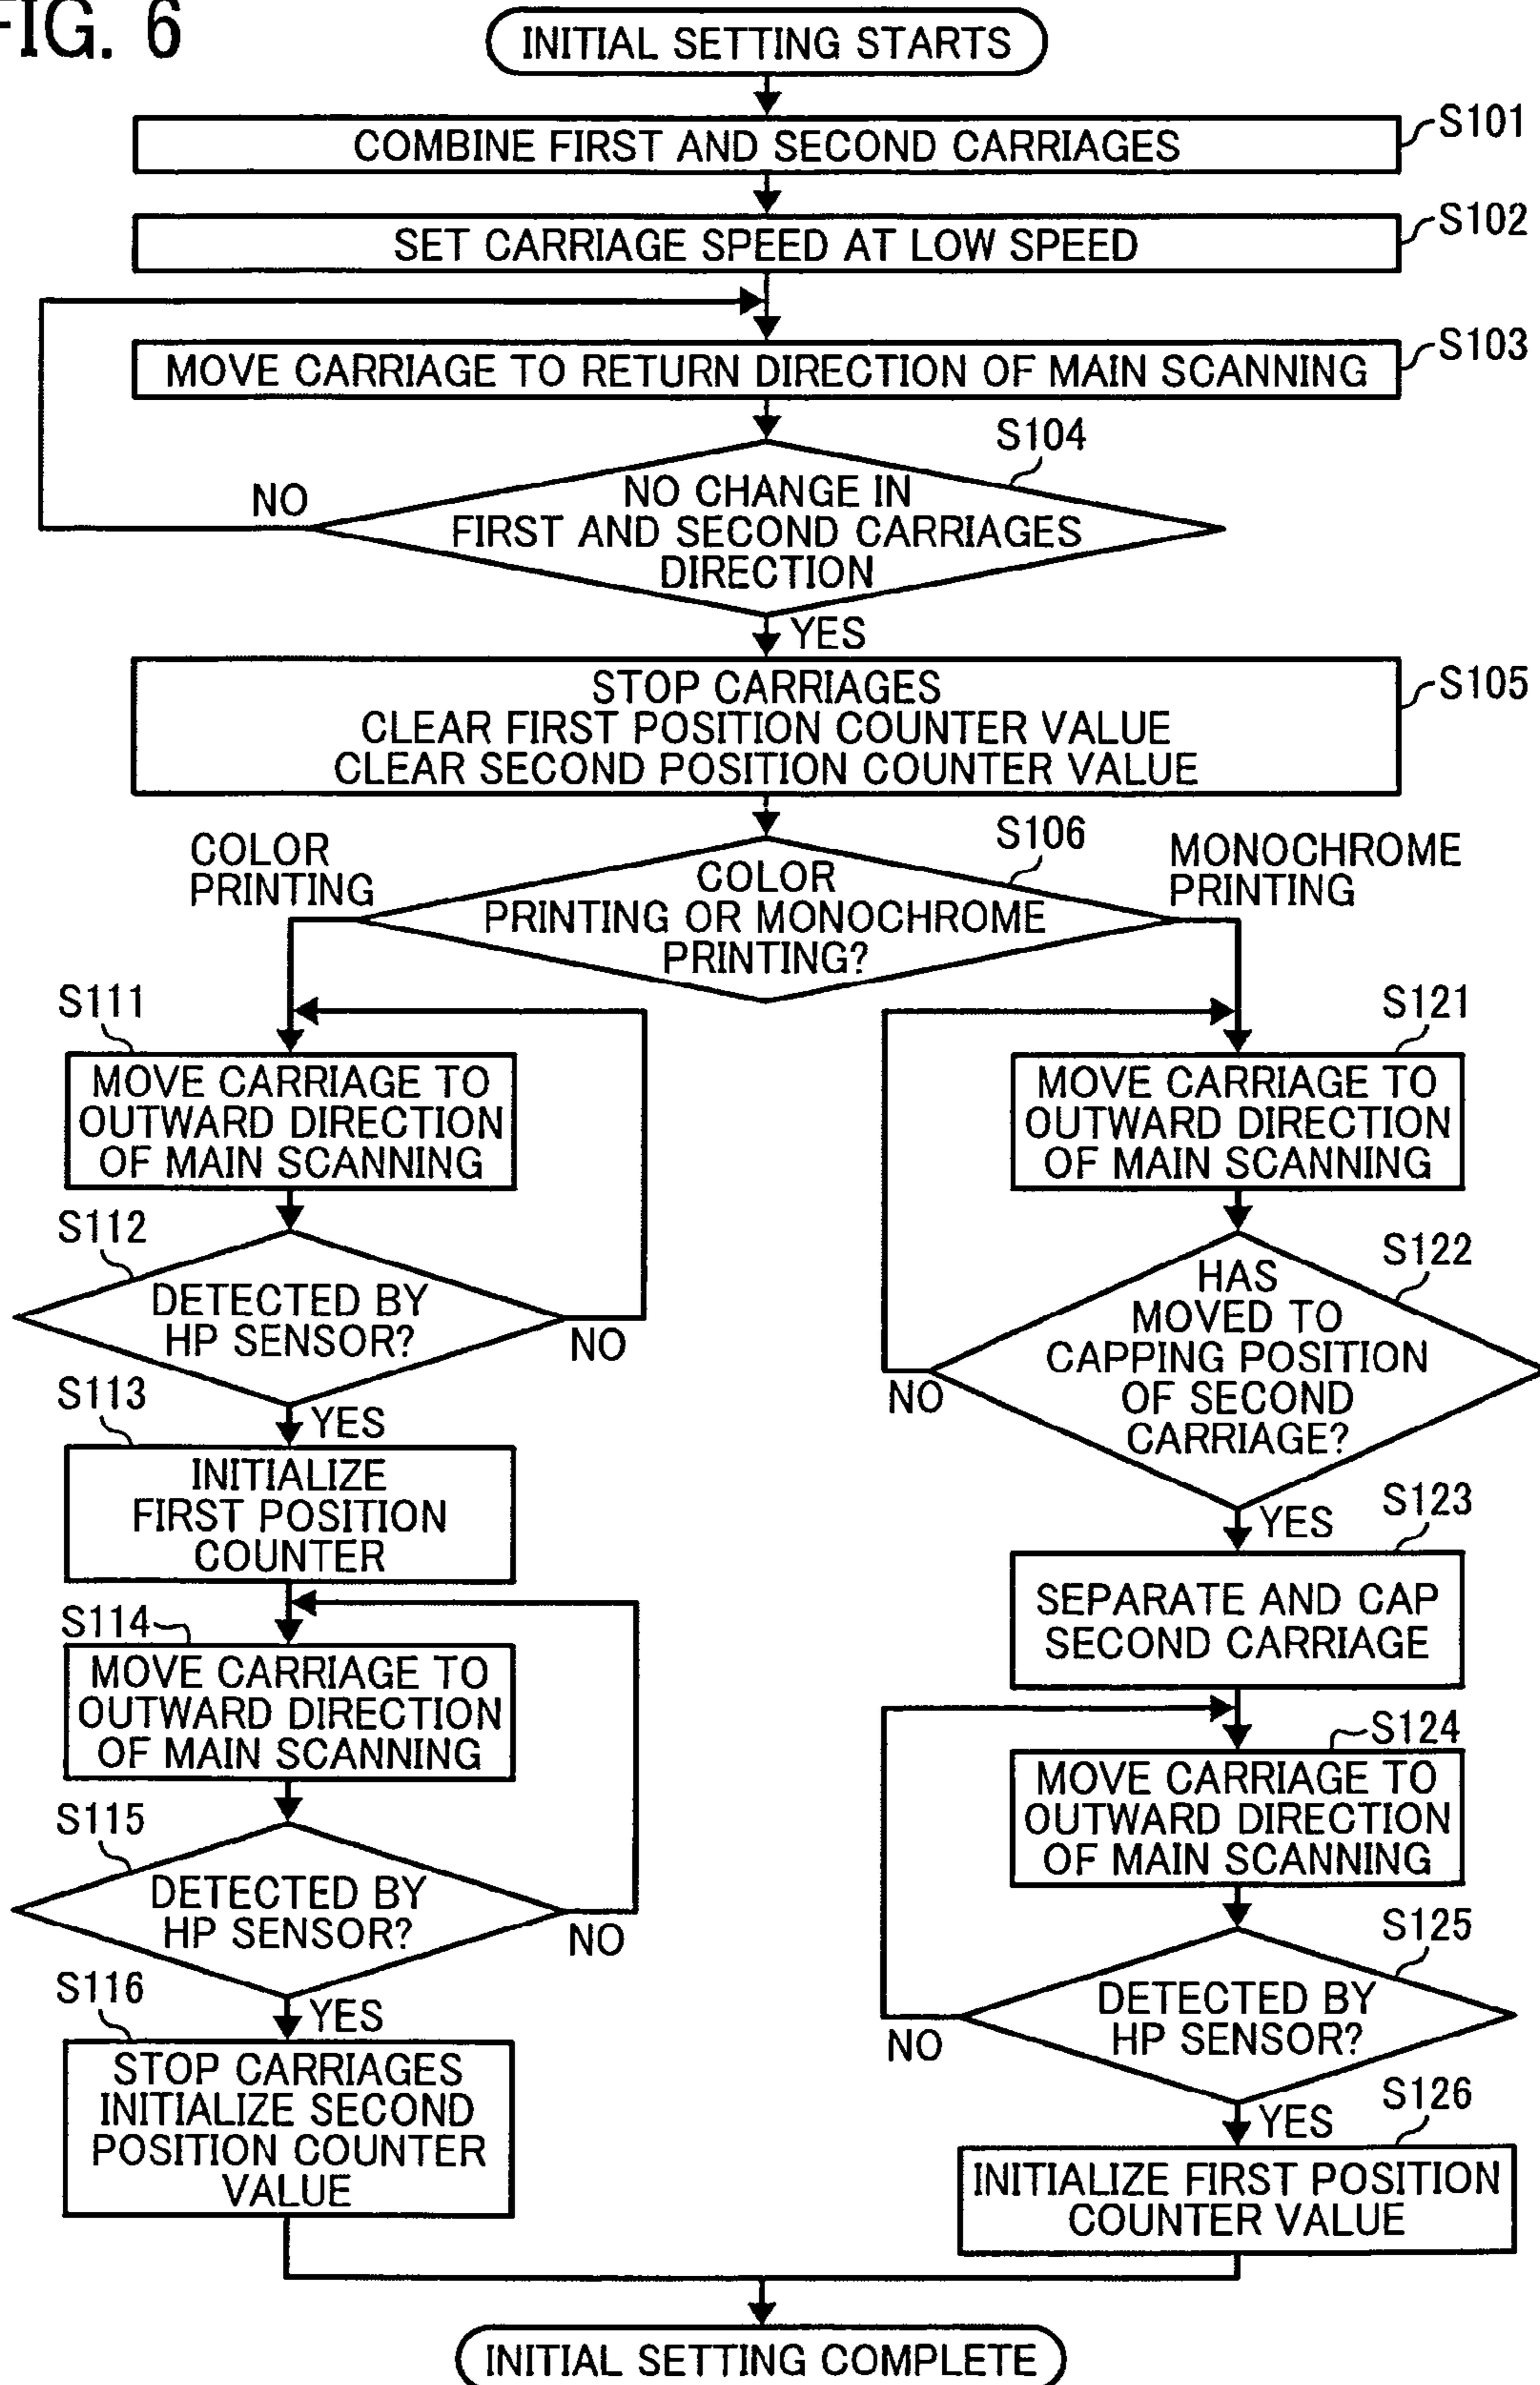 FIG. 6
INITIAL SETTING STARTS
COMBINE FIRST AND SECOND CARRIAGES
S101
SET CARRIAGE SPEED AT LOW SPEED
S102
MOVE CARRIAGE TO RETURN DIRECTION OF MAIN SCANNING
S103
S104
NO CHANGE IN
FIRST AND SECOND CARRIAGES
DIRECTION
NO
YES
STOP CARRIAGES
CLEAR FIRST POSITION COUNTER VALUE
CLEAR SECOND POSITION COUNTER VALUE
S105
S106
COLOR
PRINTING OR MONOCHROME
PRINTING?
COLOR
PRINTING
MONOCHROME
PRINTING
S111
MOVE CARRIAGE TO
OUTWARD DIRECTION
OF MAIN SCANNING
S112
DETECTED BY
HP SENSOR?
NO
YES
S113
INITIALIZE
FIRST POSITION
COUNTER
S114
MOVE CARRIAGE TO
OUTWARD DIRECTION
OF MAIN SCANNING
S115
DETECTED BY
HP SENSOR?
NO
YES
S116
STOP CARRIAGES
INITIALIZE SECOND
POSITION COUNTER
VALUE
S121
MOVE CARRIAGE TO
OUTWARD DIRECTION
OF MAIN SCANNING
S122
HAS
MOVED TO
CAPPING POSITION
OF SECOND
CARRIAGE?
NO
YES
S123
SEPARATE AND CAP
SECOND CARRIAGE
S124
MOVE CARRIAGE TO
OUTWARD DIRECTION
OF MAIN SCANNING
S125
DETECTED BY
HP SENSOR?
NO
YES
S126
INITIALIZE FIRST POSITION
COUNTER VALUE
INITIAL SETTING COMPLETE